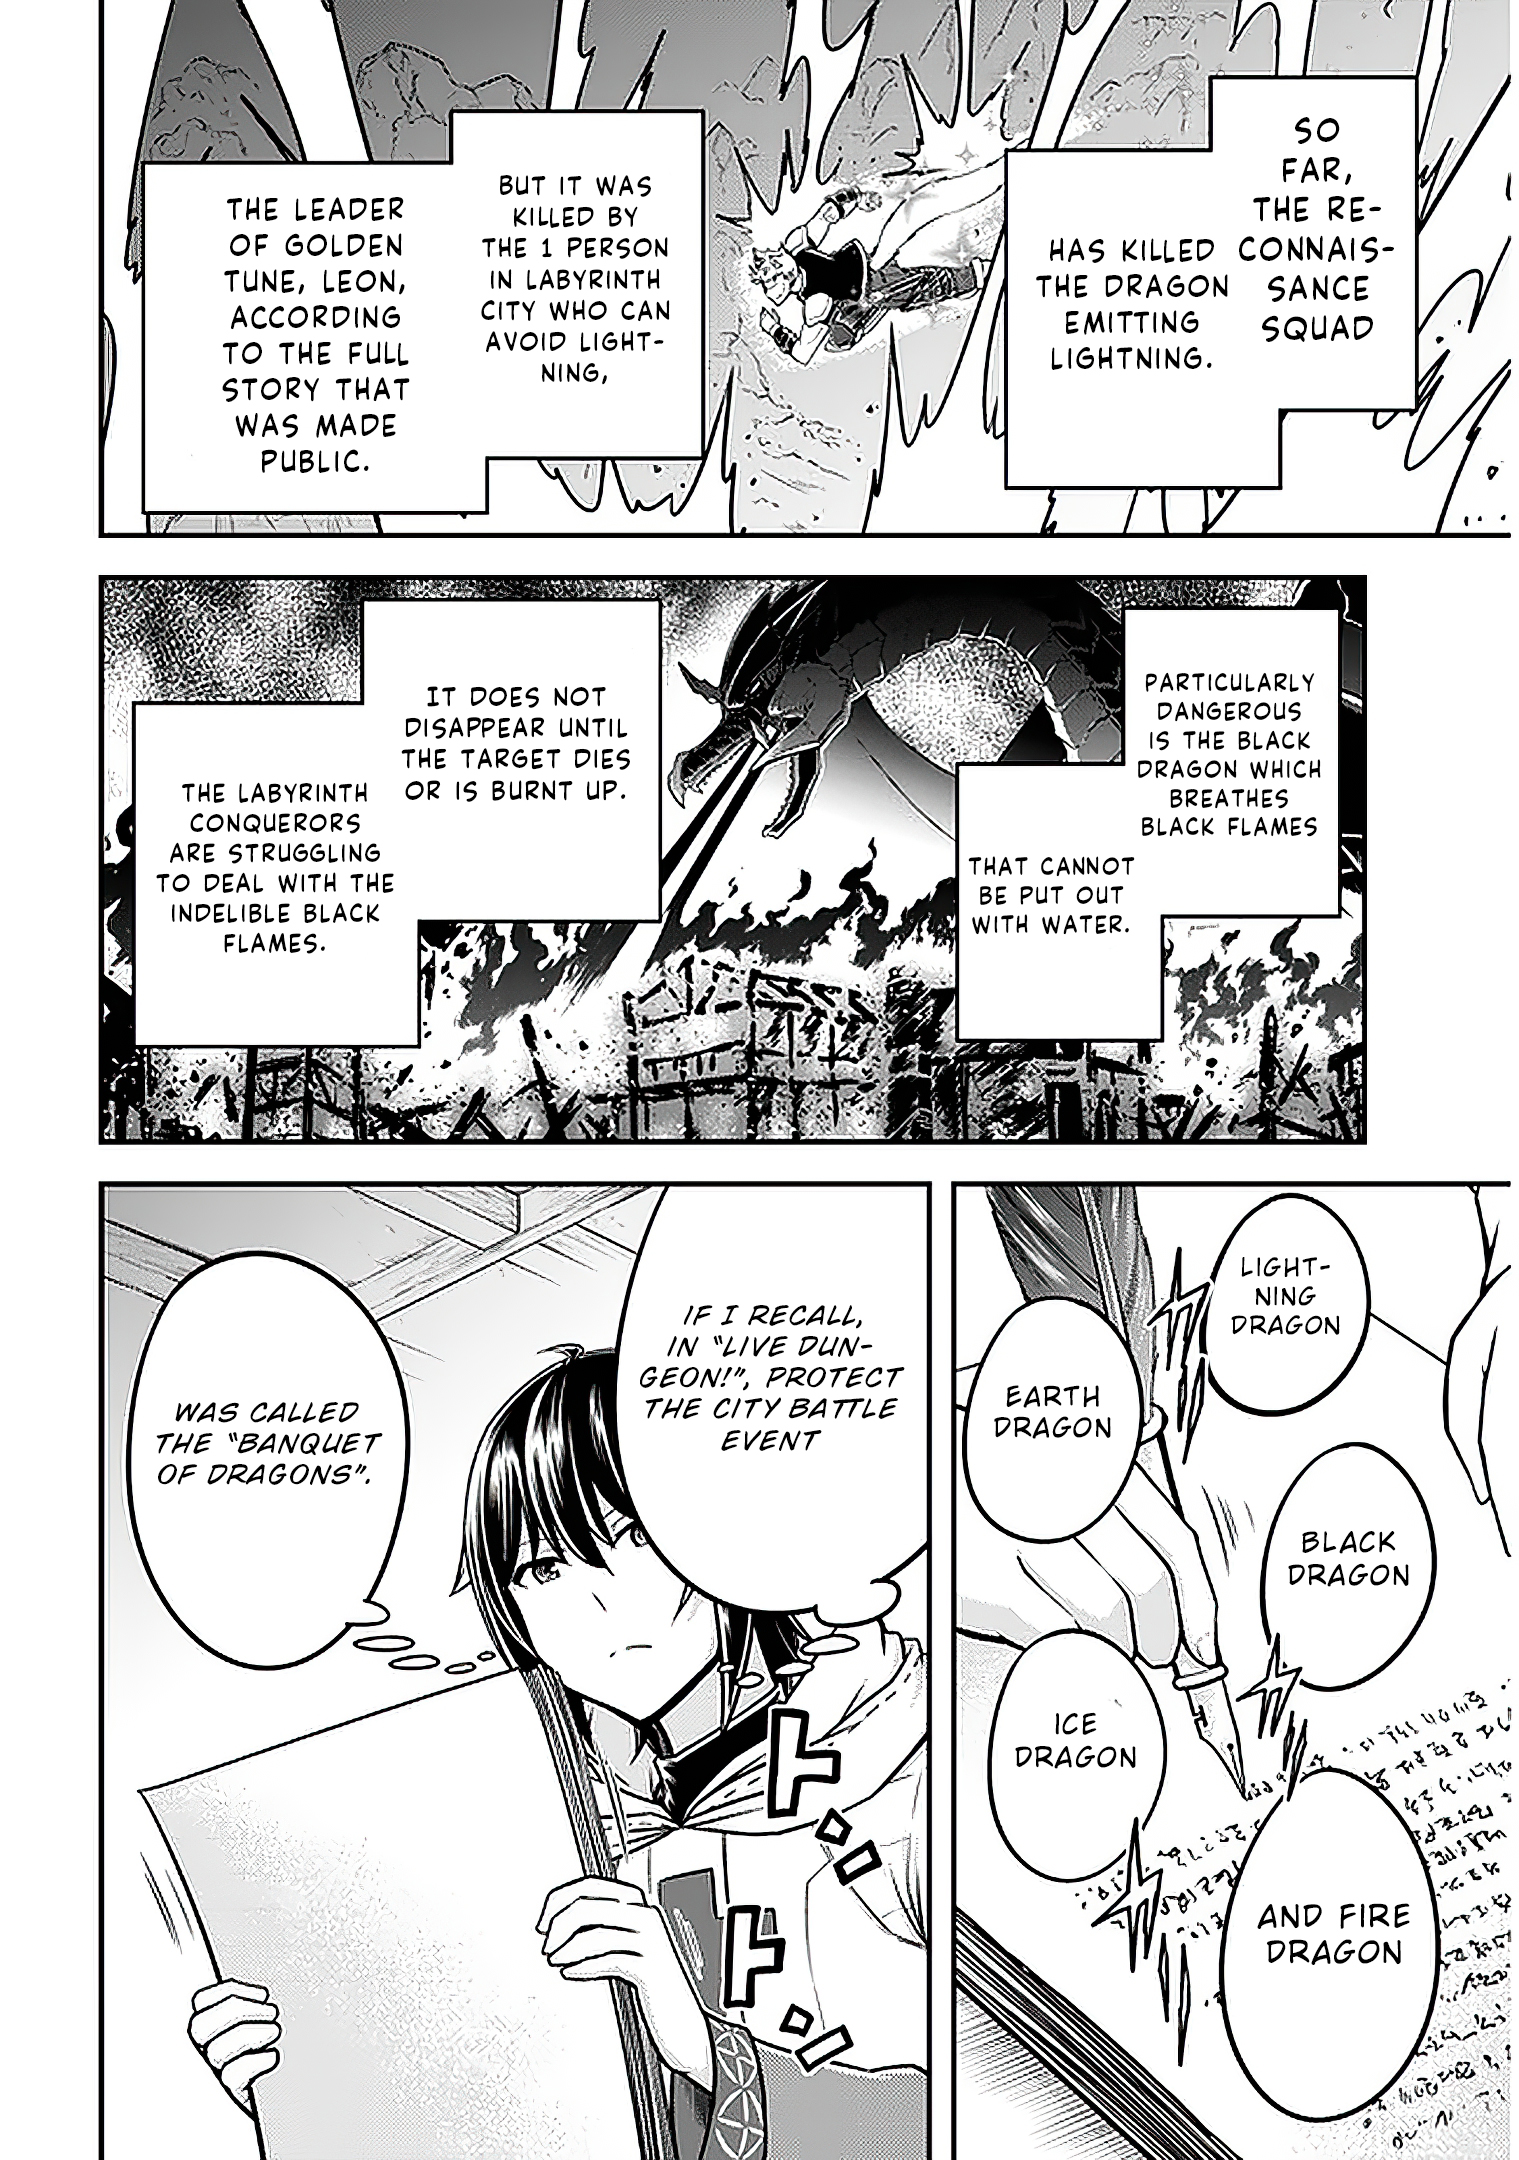 SO
FAR,
THE RE-
CONNAIS-
SANCE
SQUAD
HAS KILLED
THE DRAGON
EMITTING
LIGHTNING.
BUT IT WAS
KILLED BY
THE 1 PERSON
IN LABYRINTH
CITY WHO CAN
AVOID LIGHT-
NING,
THE LEADER
OF GOLDEN
TUNE, LEON,
ACCORDING
TO THE FULL
STORY THAT
WAS MADE
PUBLIC.
PARTICULARLY
DANGEROUS
IS THE BLACK
DRAGON WHICH
BREATHES
BLACK FLAMES
THAT CANNOT
BE PUT OUT
WITH WATER.
IT DOES NOT
DISAPPEAR UNTIL
THE TARGET DIES
OR IS BURNT UP.
THE LABYRINTH
CONQUERORS
ARE STRUGGLING
TO DEAL WITH THE
INDELIBLE BLACK
FLAMES.
LIGHT-
NING
DRAGON
EARTH
DRAGON
BLACK
DRAGON
ICE
DRAGON
AND FIRE
DRAGON
IF I RECALL,
IN "LIVE DUN-
GEON!", PROTECT
THE CITY BATTLE
EVENT
WAS CALLED
THE "BANQUET
OF DRAGONS".
トン
トン